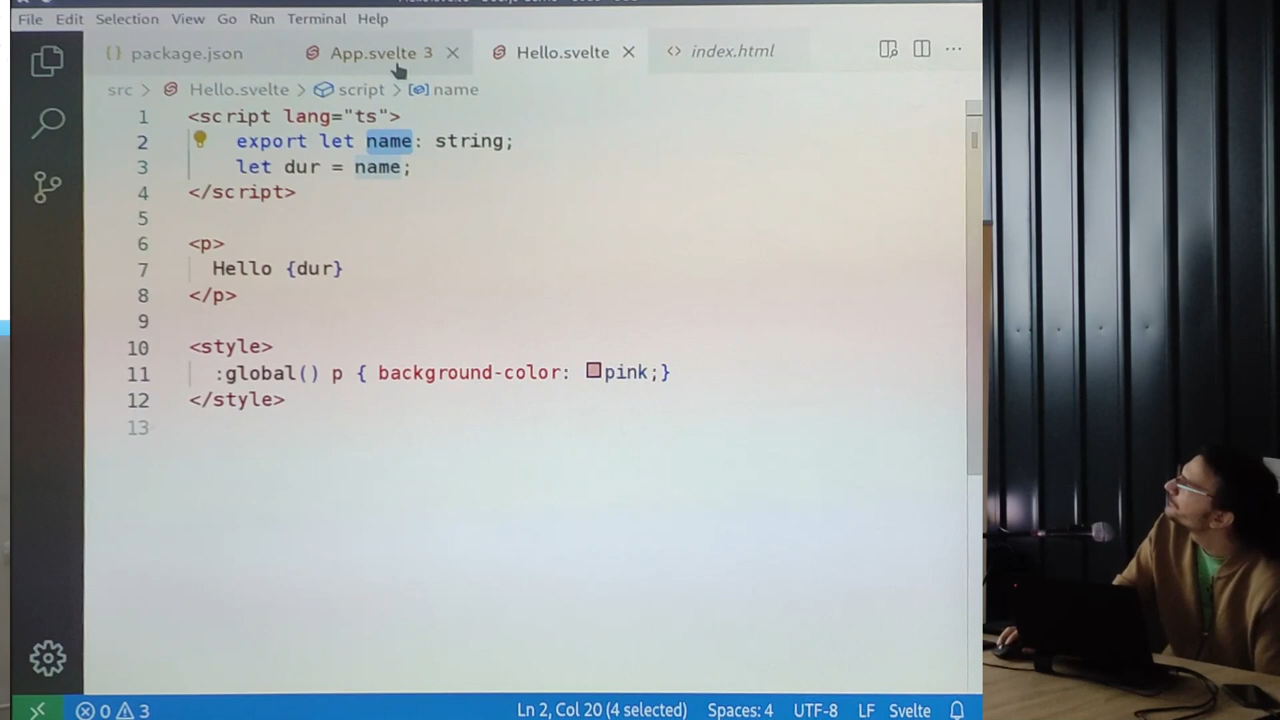 File Edit Selection View Go Run Terminal Help
package.json App.svelte 3 Hello.svelte <> index.html
src > Hello.svelte > script > name
1 <script lang="ts">
2 export let name: string;
3 let dur = name;
4 </script>
5
6 <p>
7 Hello {dur}
8 </p>
9
10 <style>
11 :global() p { background-color: pink;}
12 </style>
13
0 3 Ln 2, Col 20 (4 selected) Spaces: 4 UTF-8 LF Svelte